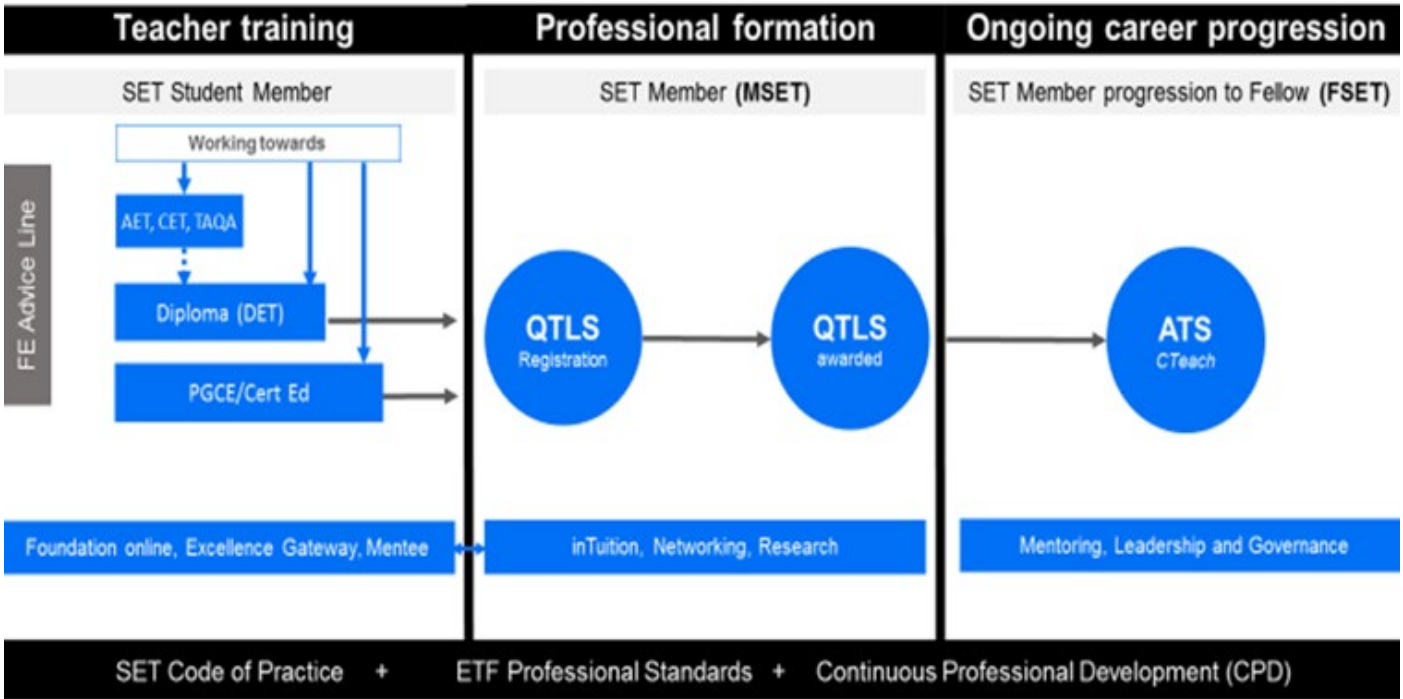 Teacher training
Professional formation
Ongoing career progression
SET Student Member
SET Member (MSET)
SET Member progression to Fellow (FSET)
Working towards
FE Advice Line
AET, CET, TAQA
Diploma (DET)
PGCE/Cert Ed
QTLS
Registration
QTLS
awarded
ATS
CTeach
Foundation online, Excellence Gateway, Mentee
inTuition, Networking, Research
Mentoring, Leadership and Governance
SET Code of Practice + ETF Professional Standards + Continuous Professional Development (CPD)